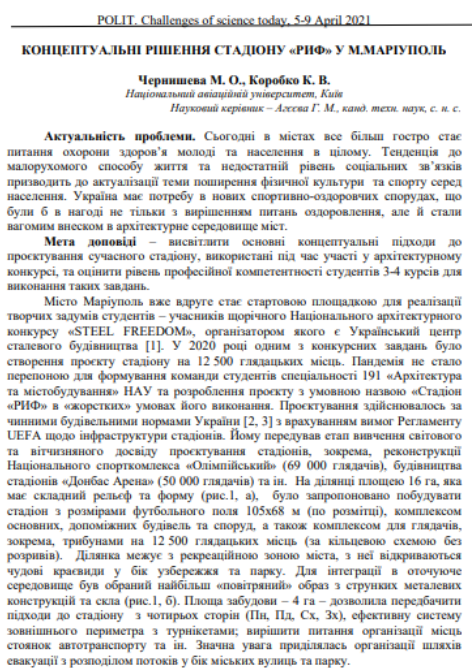 POLIT. Challenges of science today, 5-9 April 2021
КОНЦЕПТУАЛЬНІ РІШЕННЯ СТАДІОНУ «РИФ» У М.МАРІУПОЛЬ
Чернишева М. О., Коробко К. В.
Національний авіаційній університет, Київ
Науковий керівник – Агєєва Г. М., канд. техн. наук, с. н. с.
Актуальність проблеми. Сьогодні в містах все більш гостро стає
питання охорони здоров'я молоді та населення в цілому. Тенденція до
малорухомого способу життя та недостатній рівень соціальних зв'язків
призводить до актуалізації теми поширення фізичної культури та спорту серед
населення. Україна має потребу в нових спортивно-оздоровчих спорудах, що
були б в нагоді не тільки з вирішенням питань оздоровлення, але й стали
вагомим внеском в архітектурне середовище міст.
Мета доповіді – висвітлити основні концептуальні підходи до
проєктування сучасного стадіону, використані під час участі у архітектурному
конкурсі, та оцінити рівень професійної компетентності студентів 3-4 курсів для
виконання таких завдань.
Місто Маріуполь вже вдруге стає стартовою площадкою для реалізації
творчих задумів студентів – учасників щорічного Національного архітектурного
конкурсу «STEEL FREEDOM», організатором якого є Український центр
сталевого будівництва [1]. У 2020 році одним з конкурсних завдань було
створення проєкту стадіону на 12 500 глядацьких місць. Пандемія не стало
перепоною для формування команди студентів спеціальності 191 «Архітектура
та містобудування» НАУ та розроблення проєкту з умовною назвою «Стадіон
«РИФ» в «жорстких» умовах його виконання. Проєктування здійснювалось за
чинними будівельними нормами України [2, 3] з врахуванням вимог Регламенту
UEFA щодо інфраструктури стадіонів. Йому передував етап вивчення світового
та вітчизняного досвіду проєктування стадіонів, зокрема, реконструкції
Національного спорткомлекса «Олімпійський» (69 000 глядачів), будівництва
стадіонів «Донбас Арена» (50 000 глядачів) та ін. На ділянці площею 16 га, яка
має складний рельєф та форму (рис.1, а), було запропоновано побудувати
стадіон з розмірами футбольного поля 105х68 м (по розмітці), комплексом
основних, допоміжних будівель та споруд, а також комплексом для глядачів,
зокрема, трибунами на 12 500 глядацьких місць (за кільцевою схемою без
розривів). Ділянка межує з рекреаційною зоною міста, з неї відкриваються
чудові краєвиди у бік узбережжя та парку. Для інтеграції в оточуюче
середовище був обраний найбільш «повітряний» образ з струнких металевих
конструкцій та скла (рис.1, б). Площа забудови – 4 га – дозволила передбачити
підходи до стадіону з чотирьох сторін (Пн, Пд, Сх, Зх), ефективну систему
зовнішнього периметра з турнікетами; вирішити питання організації місць
стоянок автотранспорту та ін. Значна увага приділялась організації шляхів
евакуації з розподілом потоків у бік міських вулиць та парку.